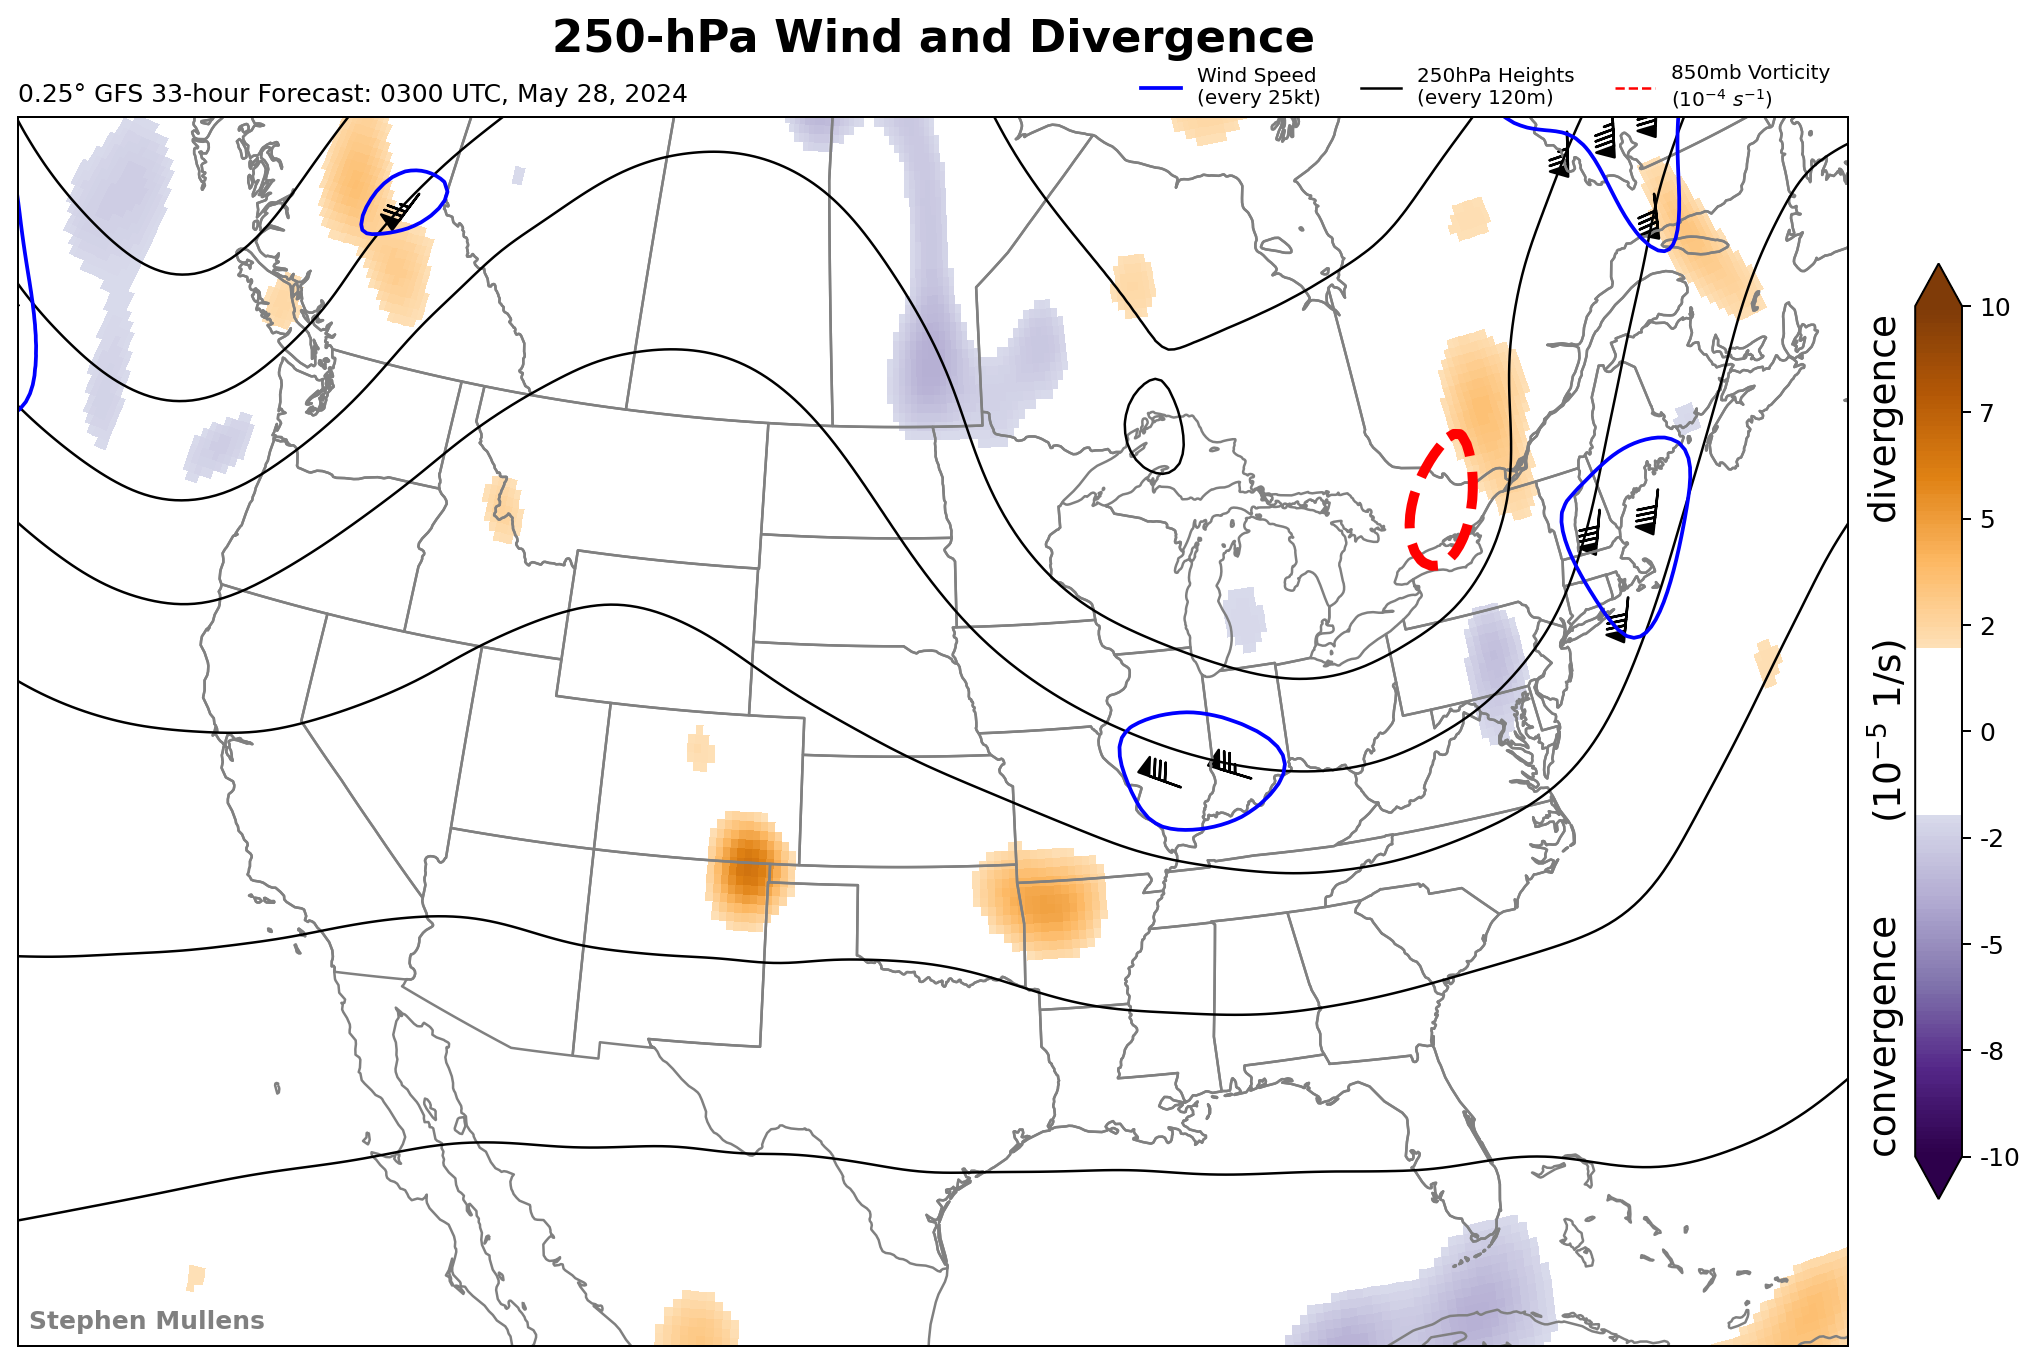 250-hPa Wind and Divergence
0.25° GFS 33-hour Forecast: 0300 UTC, May 28, 2024
Wind Speed
(every 25kt)
250hPa Heights
(every 120m)
850mb Vorticity
(10⁻⁴ s⁻¹)
10
7
5
2
0
-2
-5
-8
-10
convergence (10⁻⁵ 1/s) divergence
Stephen Mullens